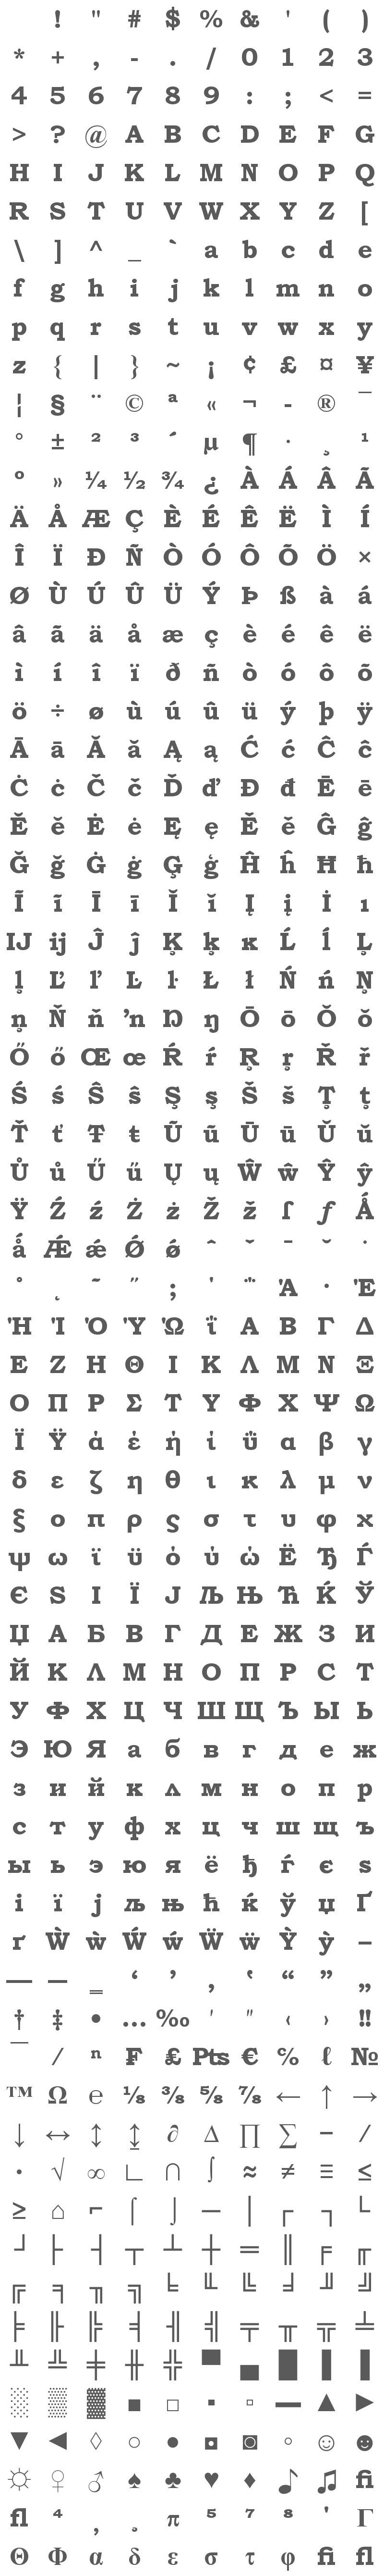 ! " # $ % & ' ( )
* + , - . / 0 1 2 3
4 5 6 7 8 9 : ; < =
> ? @ A B C D E F G
H I J K L M N O P Q
R S T U V W X Y Z [
\ ] ^ _ ` a b c d e
f g h i j k l m n o
p q r s t u v w x y
z { | } ~ ¡ ¢ £ ¤ ¥
¦ § ¨ © ª « ¬ - ® ¯
° ± ² ³ ´ µ ¶ · ¸ ¹
º » ¼ ½ ¾ ¿ À Á Â Ã
Ä Å Æ Ç È É Ê Ë Ì Í
Î Ï Ð Ñ Ò Ó Ô Õ Ö ×
Ø Ù Ú Û Ü Ý Þ ß à á
â ã ä å æ ç è é ê ë
ì í î ï ð ñ ò ó ô õ
ö ÷ ø ù ú û ü ý þ ÿ
Ā ā Ă ă Ą ą Ć ć Ĉ ĉ
Ċ ċ Č č Ď ď Đ đ Ē ē
Ĕ ĕ Ė ė Ę ę Ě ě Ĝ ĝ
Ğ ğ Ġ ġ Ģ ģ Ĥ ĥ Ħ ħ
Ĩ ĩ Ī ī Ĭ ĭ Į į İ ı
Ĳ ĳ Ĵ ĵ Ķ ķ ĸ Ĺ ĺ Ļ
ļ Ľ ľ Ŀ ŀ Ł ł Ń ń Ņ
ņ Ň ň ŉ Ŋ ŋ Ō ō Ŏ ŏ
Ő ő Œ œ Ŕ ŕ Ŗ ŗ Ř ř
Ś ś Ŝ ŝ Ş ş Š š Ţ ţ
Ť ť Ŧ ŧ Ũ ũ Ū ū Ŭ ŭ
Ů ů Ű ű Ų ų Ŵ ŵ Ŷ ŷ
Ÿ Ź ź Ż ż Ž ž ſ ƒ Ǻ
ǻ Ǽ ǽ Ǿ ǿ ˆ ˇ ˉ ˘ ˙
˚ ˛ ˜ ˝ ; ΄ ΅ Ά · Έ
Ή Ί Ό Ύ Ώ ΐ Α Β Γ Δ
Ε Ζ Η Θ Ι Κ Λ Μ Ν Ξ
Ο Π Ρ Σ Τ Υ Φ Χ Ψ Ω
Ϊ Ϋ ά έ ή ί ΰ α β γ
δ ε ζ η θ ι κ λ μ ν
ξ ο π ρ ς σ τ υ φ χ
ψ ω ϊ ϋ ό ύ ώ Ё Ђ Ѓ
Є Ѕ І Ї Ј Љ Њ Ћ Ќ Ў
Џ А Б В Г Д Е Ж З И
Й К Л М Н О П Р С Т
У Ф Х Ц Ч Ш Щ Ъ Ы Ь
Э Ю Я а б в г д е ж
з и й к л м н о п р
с т у ф х ц ч ш щ ъ
ы ь э ю я ё ђ ѓ є ѕ
і ї ј љ њ ћ ќ ў џ Ґ
ґ Ẁ ẁ Ẃ ẃ Ẅ ẅ Ỳ ỳ –
— ― ‗ ‘ ’ ‚ ‛ “ ” „
† ‡ • … ‰ ′ ″ ‹ › ‼
‾ ⁄ ⁿ ₣ ₤ ₧ € ℅ ℓ №
™ Ω ℮ ⅛ ⅜ ⅝ ⅞ ← ↑ →
↓ ↔ ↕ ↨ ∂ ∆ ∏ ∑ − ∕
∙ √ ∞ ∟ ∩ ∫ ≈ ≠ ≡ ≤
≥ ⌂ ⌐ ⌠ ⌡ ─ │ ┌ ┐ └
┘ ├ ┤ ┬ ┴ ┼ ═ ║ ╒ ╓
╔ ╕ ╖ ╗ ╘ ╙ ╚ ╛ ╜ ╝
╞ ╟ ╠ ╡ ╢ ╣ ╤ ╥ ╦ ╧
╨ ╩ ╪ ╫ ╬ ▀ ▄ █ ▌ ▐
░ ▒ ▓ ■ □ ▪ ▫ ▬ ▲ ►
▼ ◄ ◊ ○ ● ◘ ◙ ◦ ☺ ☻
☼ ♀ ♂ ♠ ♣ ♥ ♦ ♪ ♫ ﬁ
ﬂ ⁴ , ¸ π ⁵ ⁷ ⁸ ' Γ
Θ Φ α δ ε σ τ φ ﬁ ﬂ